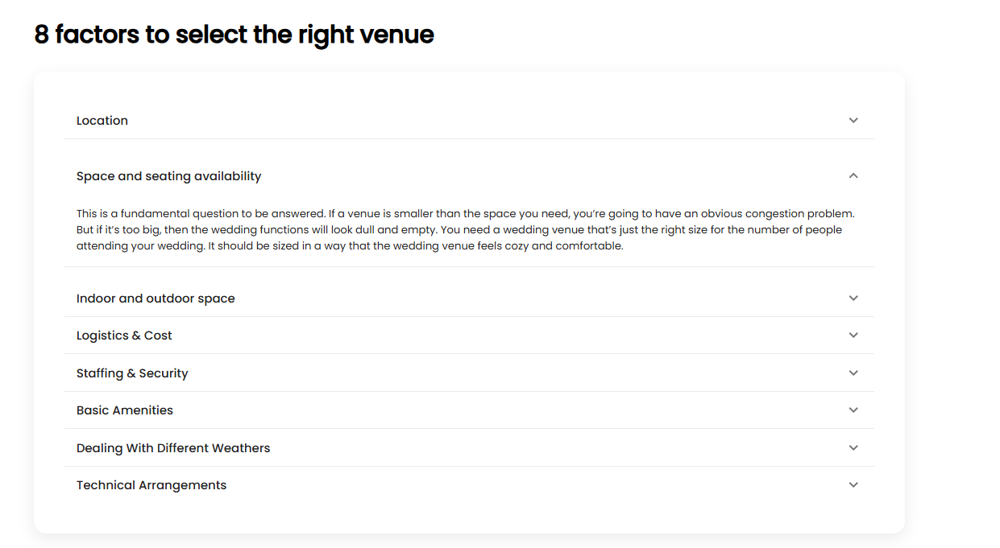 8 factors to select the right venue
Location
Space and seating availability
This is a fundamental question to be answered. If a venue is smaller than the space you need, you’re going to have an obvious congestion problem.
But if it’s too big, then the wedding functions will look dull and empty. You need a wedding venue that’s just the right size for the number of people
attending your wedding. It should be sized in a way that the wedding venue feels cozy and comfortable.
Indoor and outdoor space
Logistics & Cost
Staffing & Security
Basic Amenities
Dealing With Different Weathers
Technical Arrangements